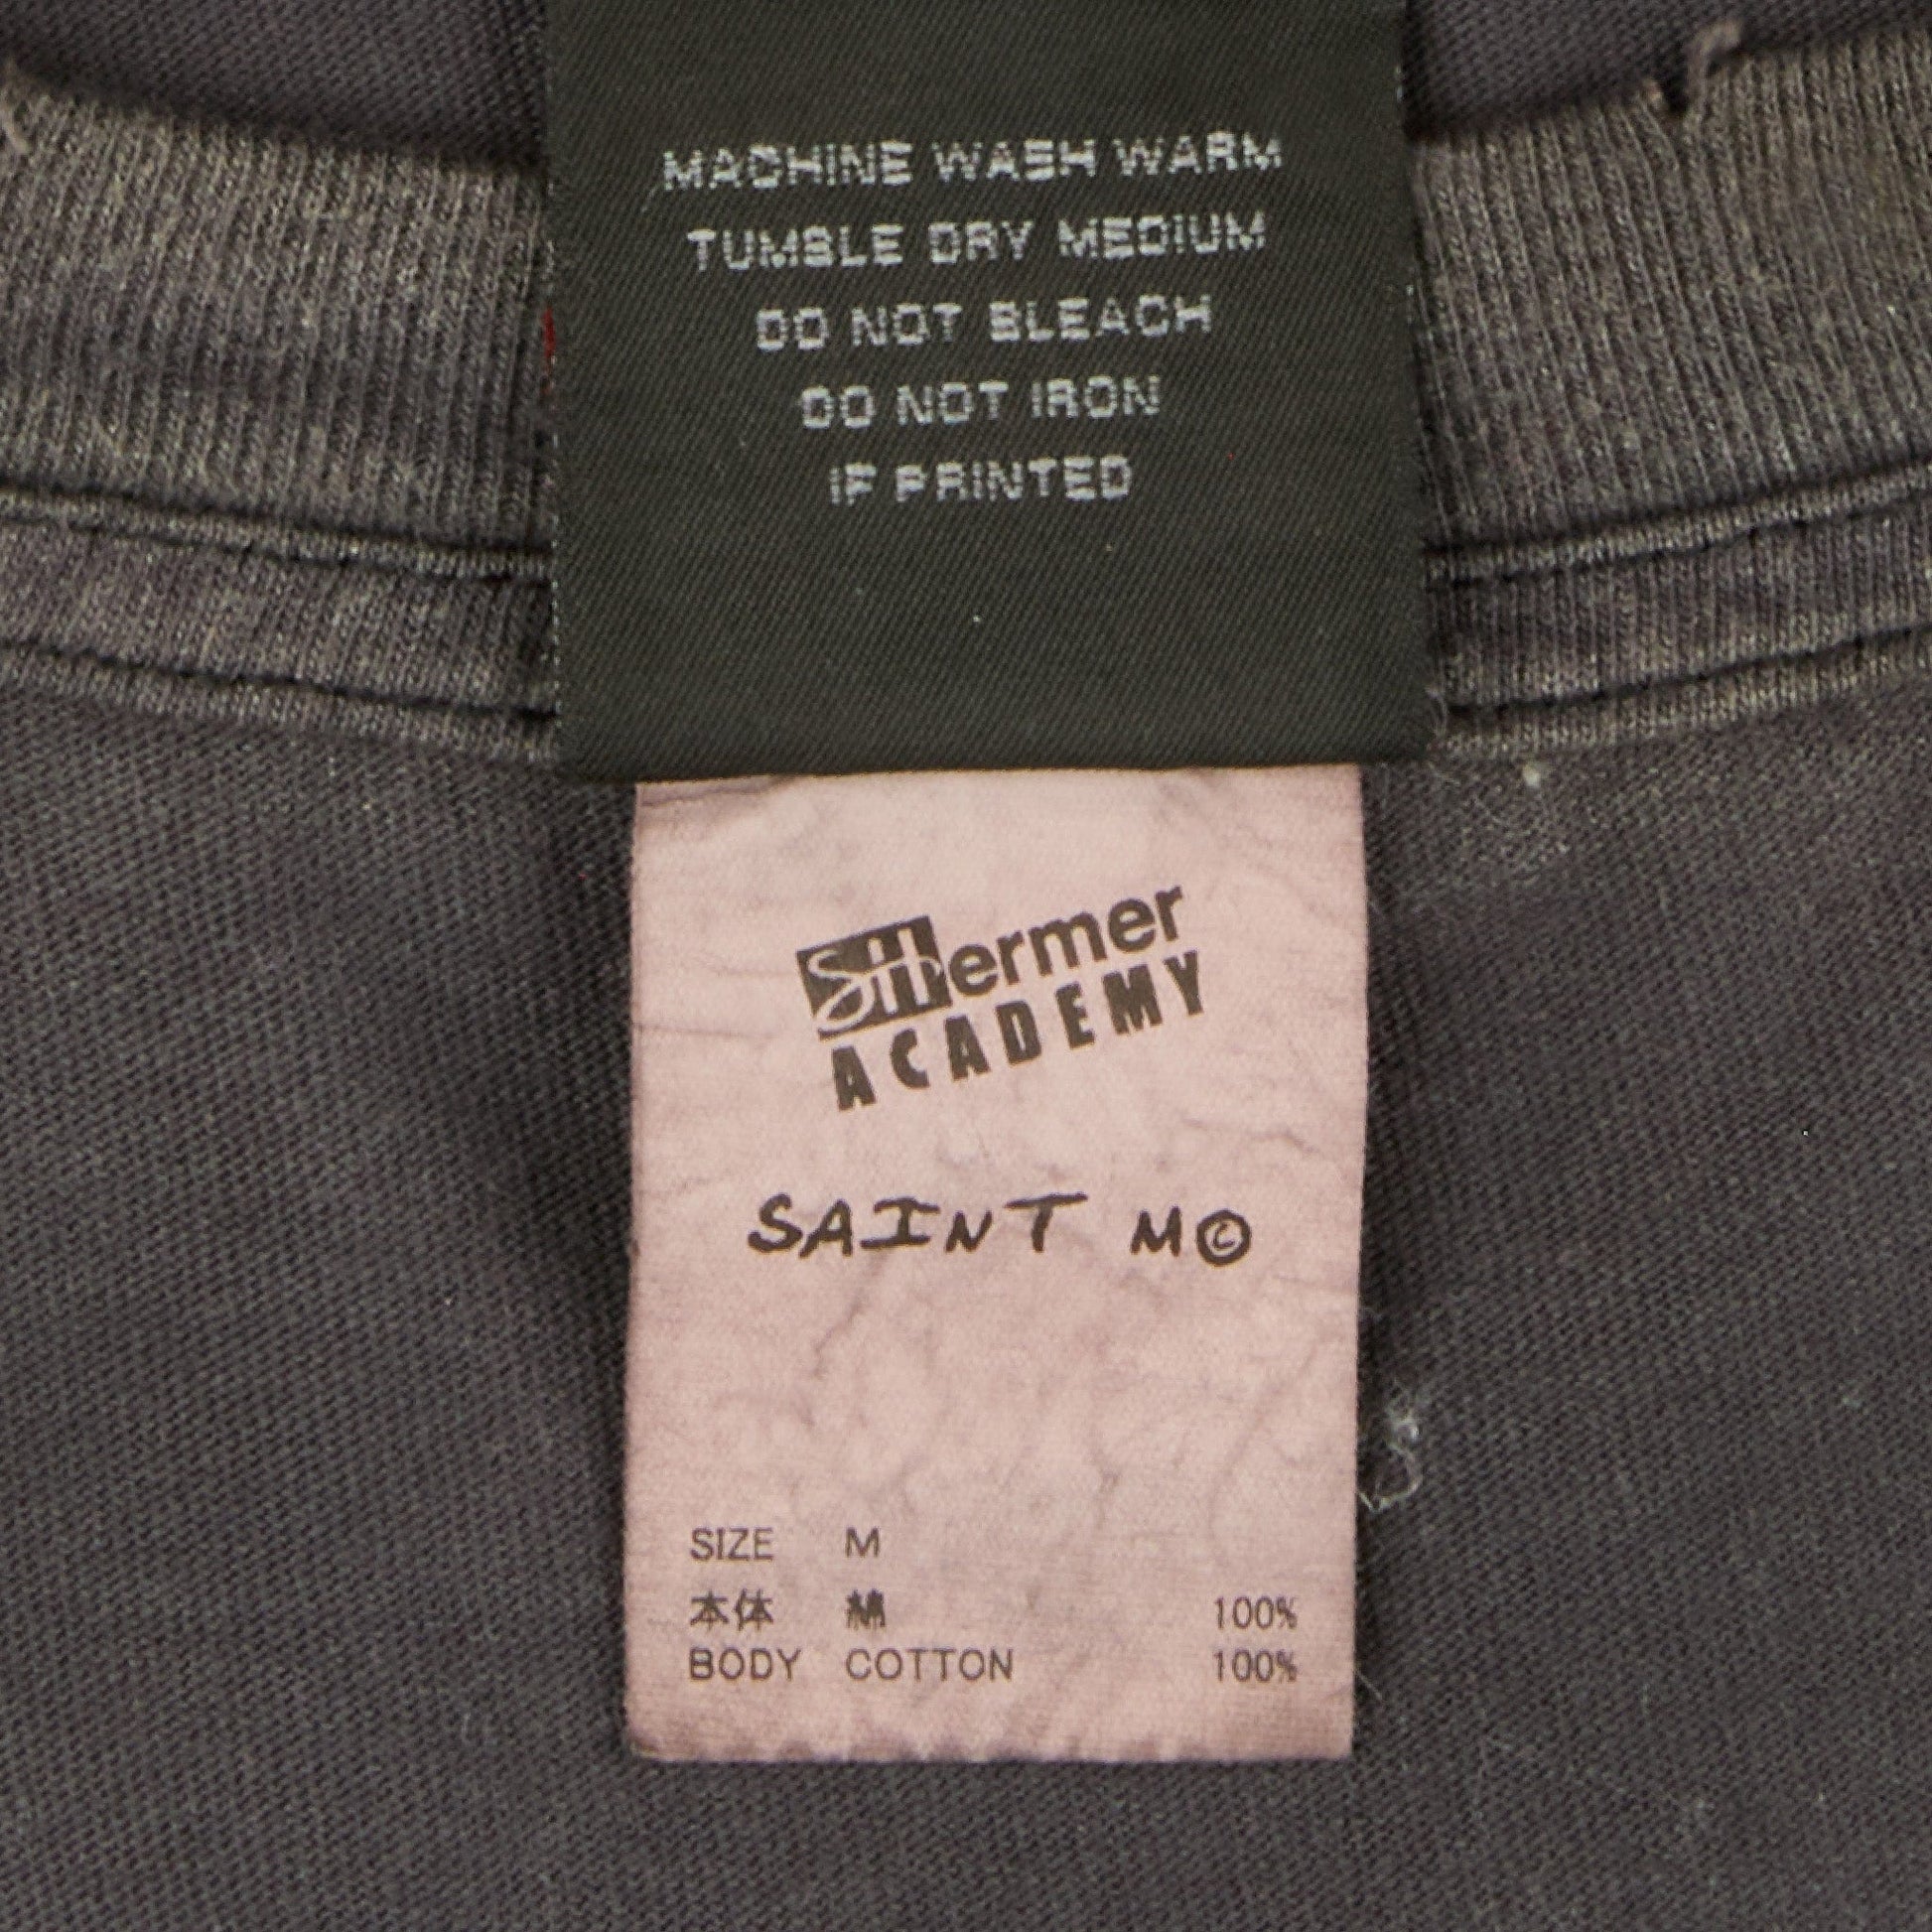 MACHINE WASH WARM
TUMBLE DRY MEDIUM
DO NOT BLEACH
DO NOT IRON
IF PRINTED
SHermer
ACADEMY
SAINT M©
SIZE M
本体 綿 100%
BODY COTTON 100%